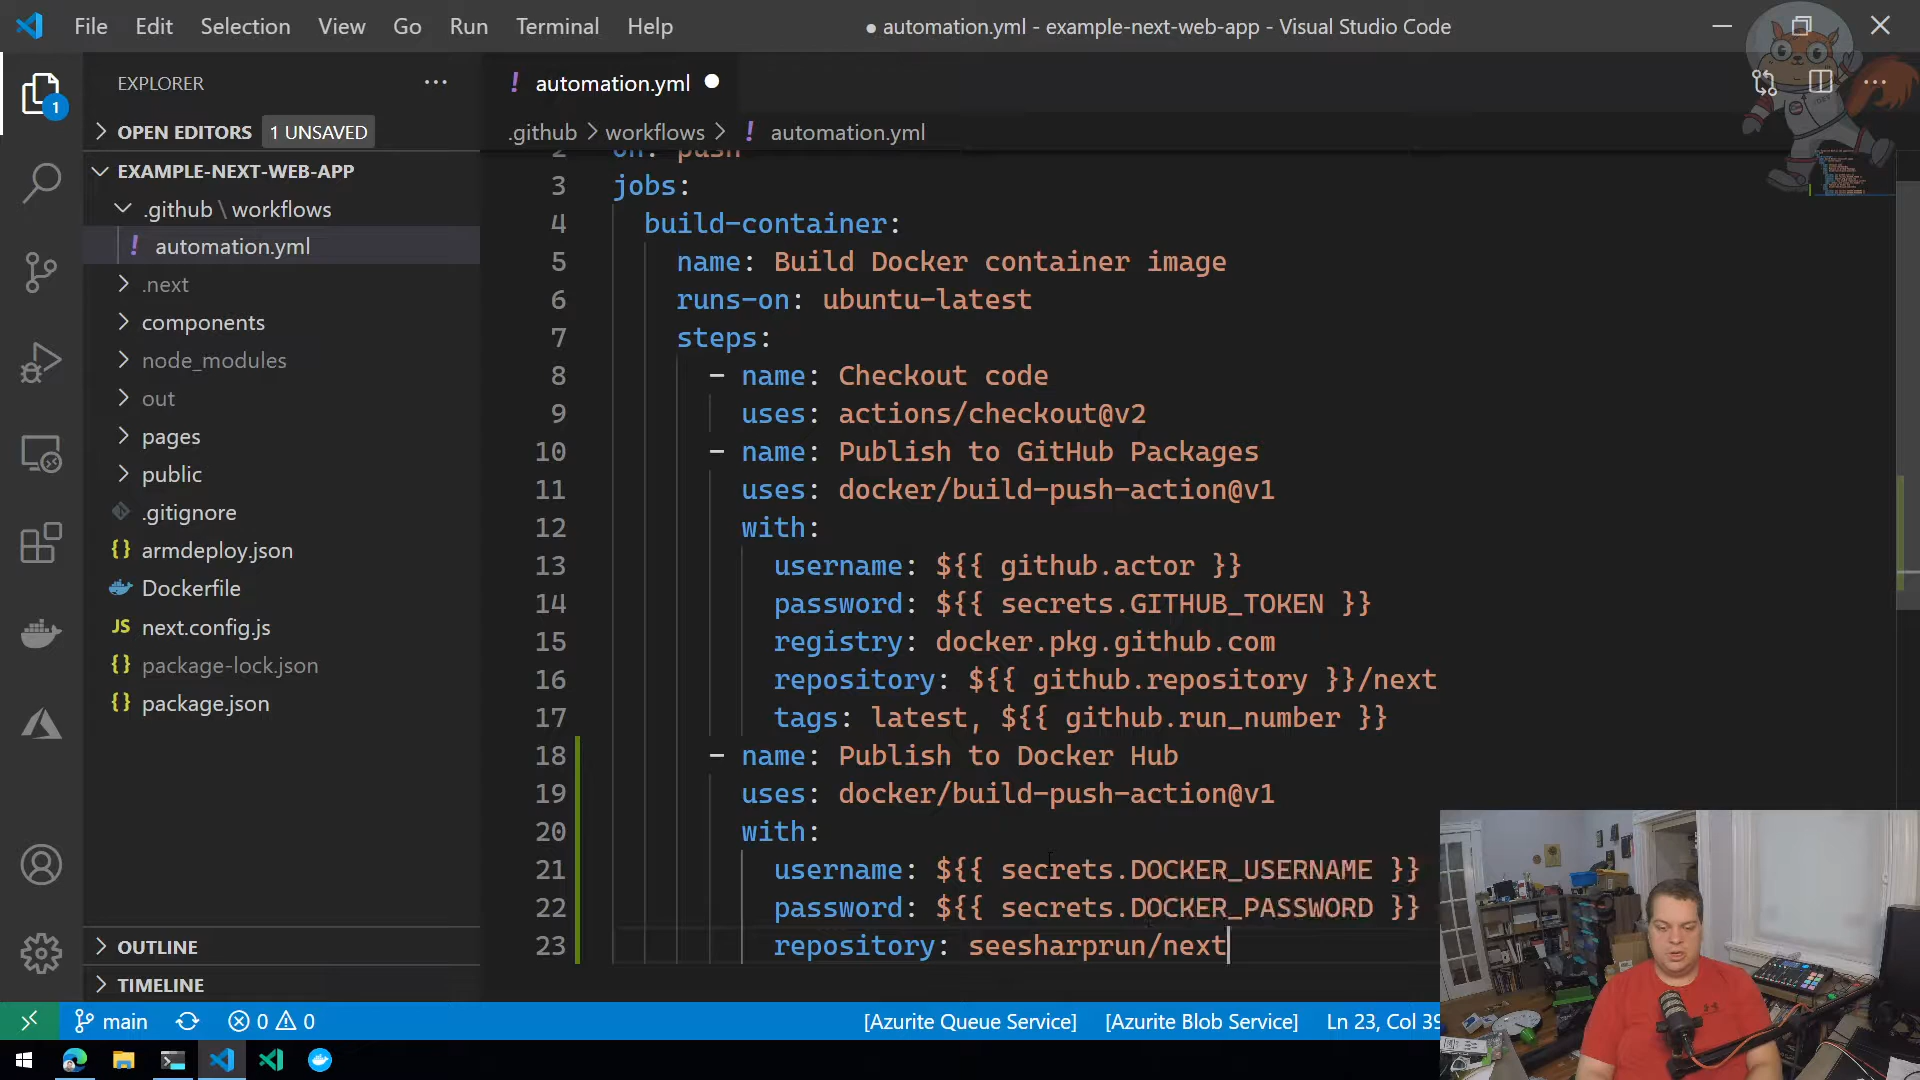 File Edit Selection View Go Run Terminal Help
● automation.yml - example-next-web-app - Visual Studio Code
EXPLORER
! automation.yml ●
OPEN EDITORS 1 UNSAVED
.github > workflows > ! automation.yml
EXAMPLE-NEXT-WEB-APP
.github \ workflows
! automation.yml
.next
components
node_modules
out
pages
public
.gitignore
{} armdeploy.json
Dockerfile
JS next.config.js
{} package-lock.json
{} package.json
OUTLINE
TIMELINE
1
2 on: push
3 jobs:
4 build-container:
5 name: Build Docker container image
6 runs-on: ubuntu-latest
7 steps:
8 - name: Checkout code
9 uses: actions/checkout@v2
10 - name: Publish to GitHub Packages
11 uses: docker/build-push-action@v1
12 with:
13 username: ${{ github.actor }}
14 password: ${{ secrets.GITHUB_TOKEN }}
15 registry: docker.pkg.github.com
16 repository: ${{ github.repository }}/next
17 tags: latest, ${{ github.run_number }}
18 - name: Publish to Docker Hub
19 uses: docker/build-push-action@v1
20 with:
21 username: ${{ secrets.DOCKER_USERNAME }}
22 password: ${{ secrets.DOCKER_PASSWORD }}
23 repository: seesharprun/next
main 0 0 [Azurite Queue Service] [Azurite Blob Service] Ln 23, Col 39